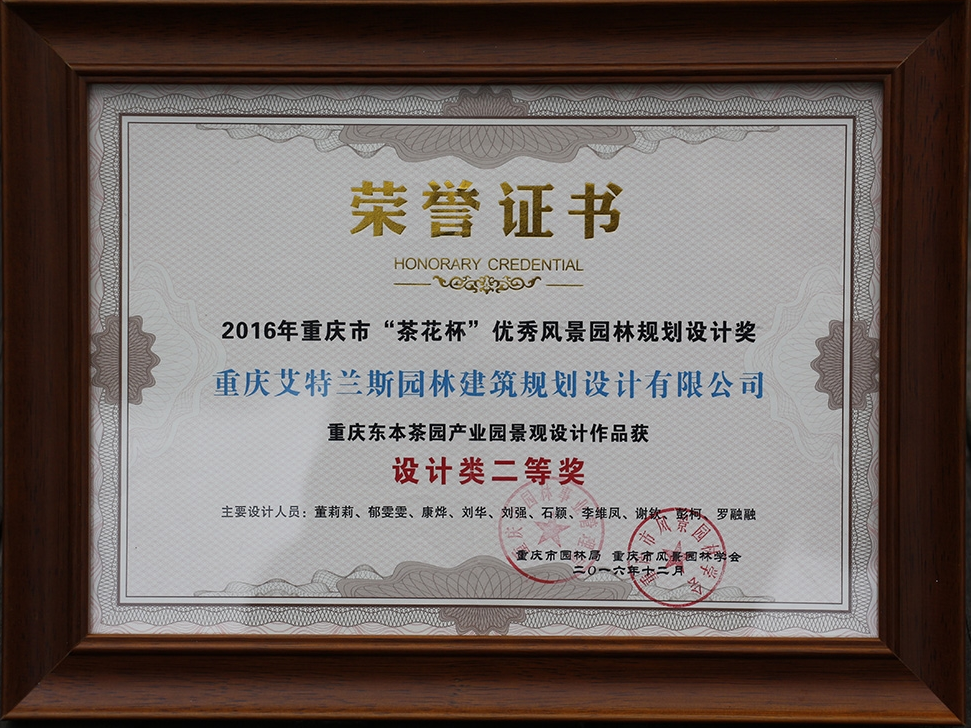 荣誉证书
HONORARY CREDENTIAL
2016年重庆市“茶花杯”优秀风景园林规划设计奖
重庆艾特兰斯园林建筑规划设计有限公司
重庆东本茶园产业园景观设计作品获
设计类二等奖
主要设计人员：董莉莉、郁雯雯、康烨、刘华、刘强、石颖、李维凤、谢钦、彭柯、罗融融
重庆市园林局 重庆市风景园林学会
二〇一六年十二月